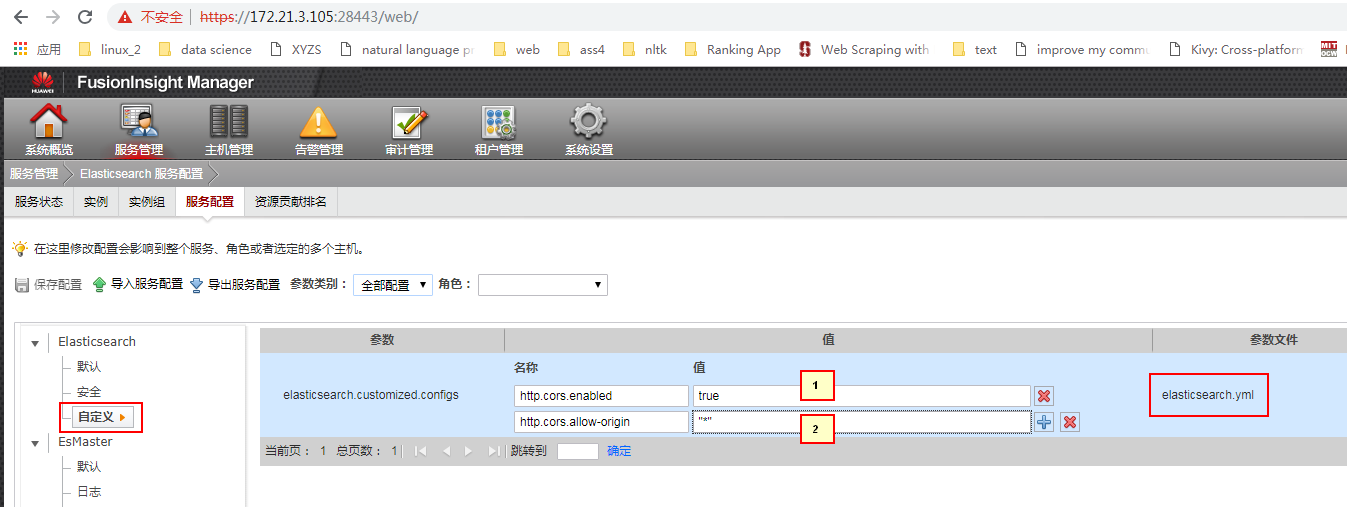 不安全 https://172.21.3.105:28443/web/
应用 linux_2 data science XYZS natural language pr web ass4 nltk Ranking App Web Scraping with text improve my commu Kivy: Cross-platform MIT OCW
HUAWEI FusionInsight Manager
系统概览 服务管理 主机管理 告警管理 审计管理 租户管理 系统设置
服务管理 Elasticsearch 服务配置
服务状态 实例 实例组 服务配置 资源贡献排名
在这里修改配置会影响到整个服务、角色或者选定的多个主机。
保存配置 导入服务配置 导出服务配置 参数类别： 全部配置 角色：
Elasticsearch
默认
安全
自定义
EsMaster
默认
日志
参数 值 参数文件
名称 值
elasticsearch.customized.configs
http.cors.enabled true 1
elasticsearch.yml
http.cors.allow-origin "*" 2
当前页： 1 总页数： 1 跳转到 确定